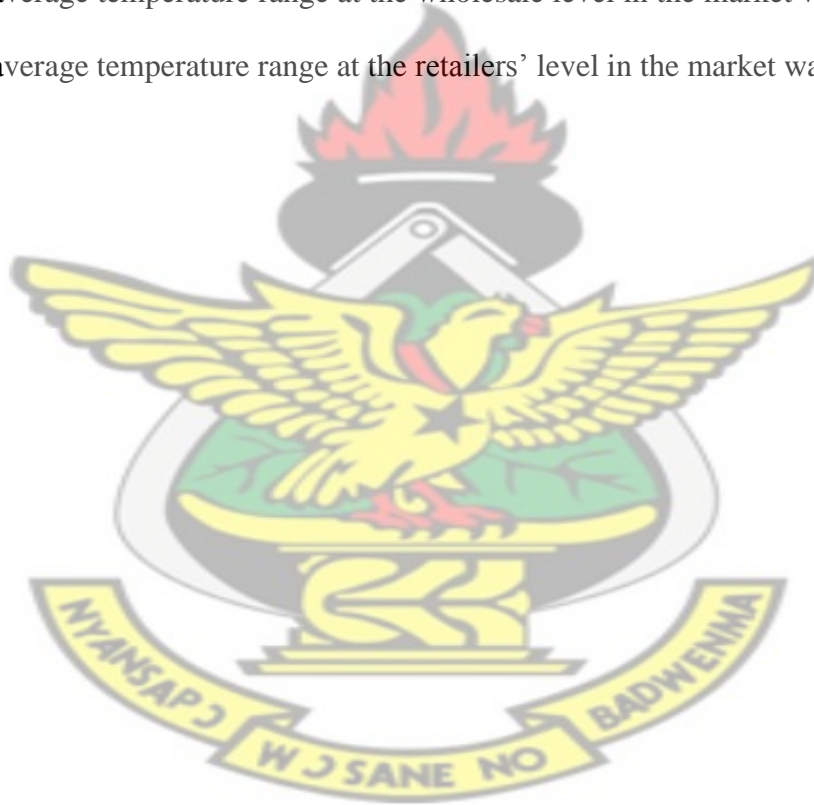 average temperature range at the wholesale level in the market
average temperature range at the retailers’ level in the market wa
NYANSAPƆ
WƆSANE NO
BADWENMA